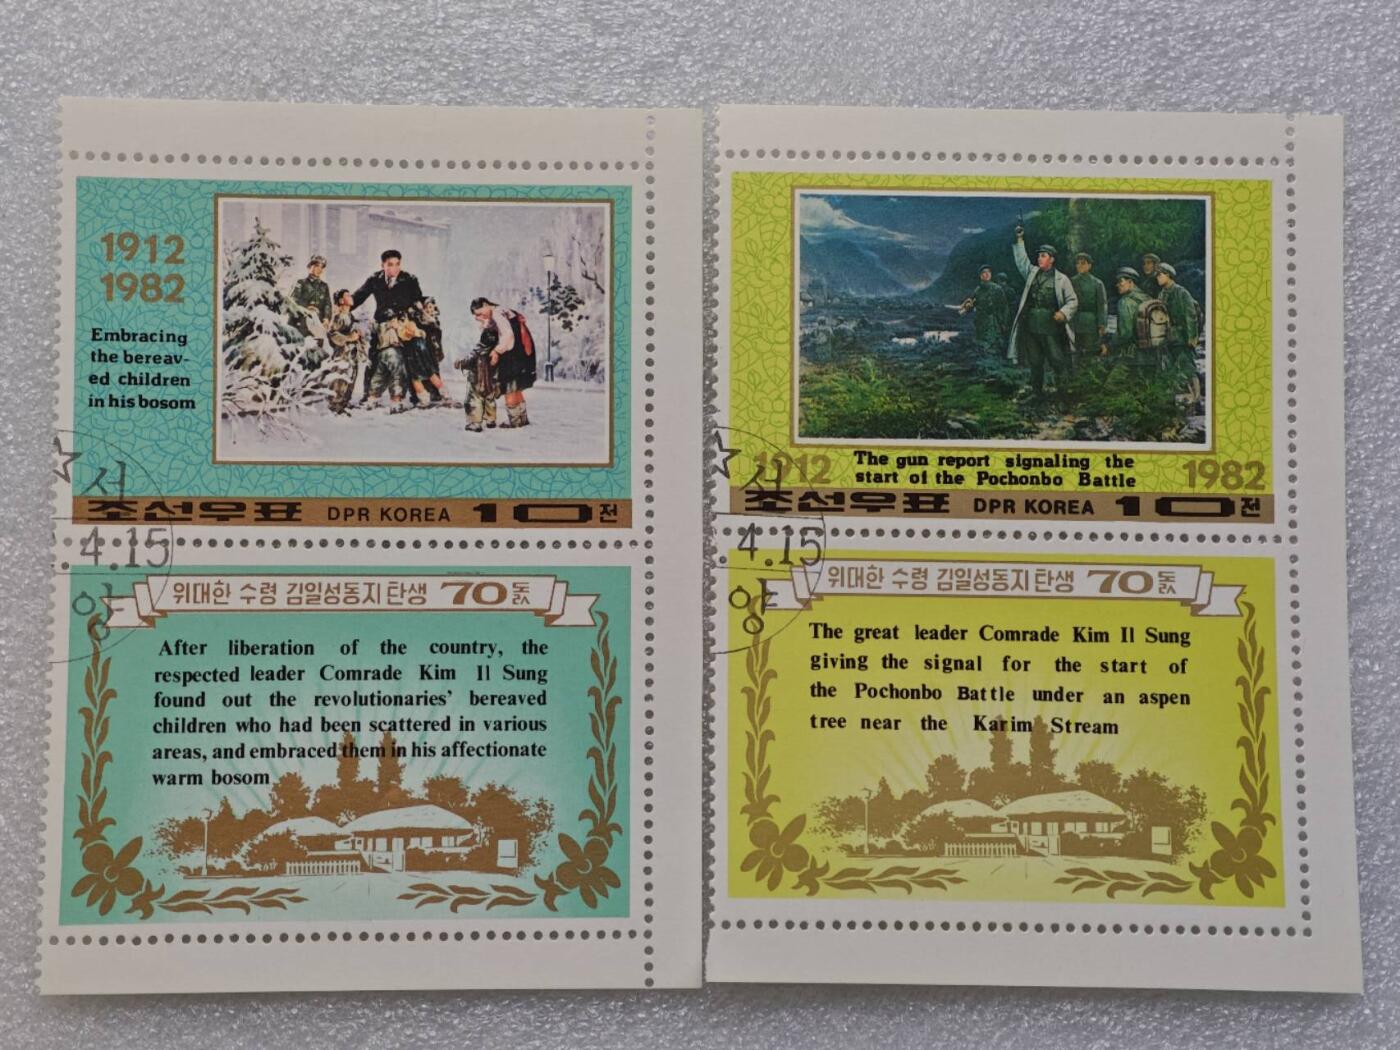 1912
1982
Embracing
the bereav-
ed children
in his bosom
조선우표 DPR KOREA 10전
서
4.15
양
위대한 수령 김일성동지 탄생 70돐
After liberation of the country, the
respected leader Comrade Kim Il Sung
found out the revolutionaries' bereaved
children who had been scattered in various
areas, and embraced them in his affectionate
warm bosom
1912 The gun report signaling the 1982
start of the Pochonbo Battle
조선우표 DPR KOREA 10전
서
4.15
양
위대한 수령 김일성동지 탄생 70돐
The great leader Comrade Kim Il Sung
giving the signal for the start of
the Pochonbo Battle under an aspen
tree near the Karim Stream